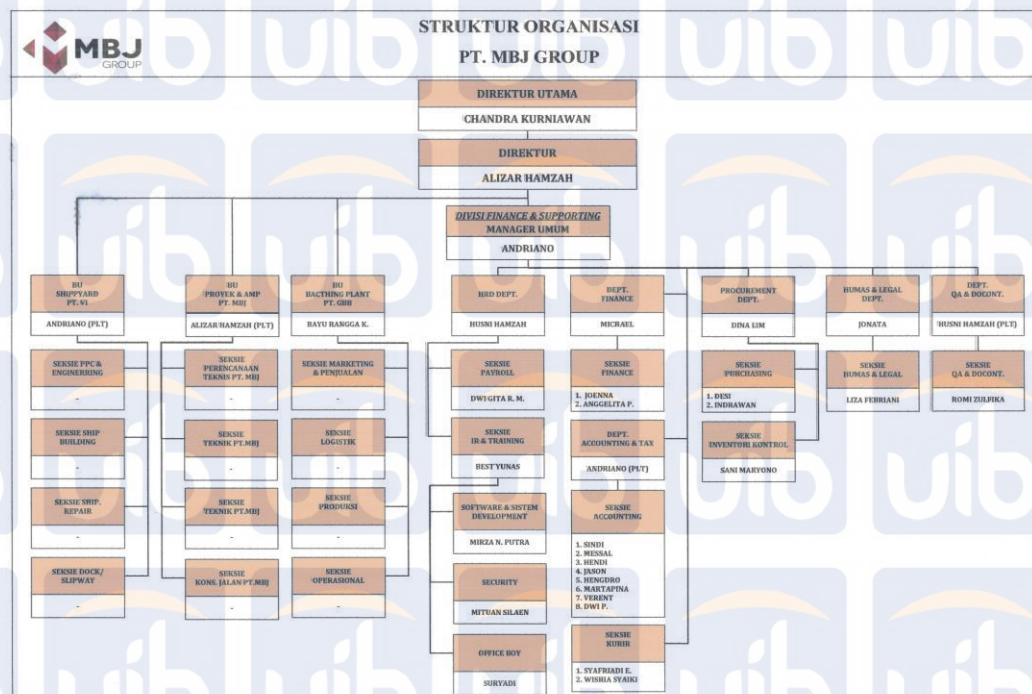 MBJ
GROUP
STRUKTUR ORGANISASI
PT. MBJ GROUP
DIREKTUR UTAMA
CHANDRA KURNIAWAN
DIREKTUR
ALIZAR HAMZAH
DIVISI FINANCE & SUPPORTING
MANAGER UMUM
ANDRIANO
BU
SHIPPYARD
PT. VI
ANDRIANO (PLT)
SEKSIE PPC &
ENGINERRING
-
SEKSIE SHIP
BUILDING
-
SEKSIE SHIP.
REPAIR
-
SEKSIE DOCK/
SLIPWAY
-
BU
PROYEK & AMP
PT. MBJ
ALIZAR HAMZAH (PLT)
SEKSIE
PERENCANAAN
TEKNIS PT. MBJ
-
SEKSIE
TEKNIK PT.MBJ
-
SEKSIE
TEKNIK PT.MBJ
-
SEKSIE
KONS. JALAN PT.MBJ
-
BU
BACTHING PLANT
PT. GBH
BAYU RANGGA K.
SEKSIE MARKETING
& PENJUALAN
-
SEKSIE
LOGISTIK
-
SEKSIE
PRODUKSI
-
SEKSIE
OPERASIONAL
-
HRD DEPT.
HUSNI HAMZAH
SEKSIE
PAYROLL
DWI GITA R. M.
SEKSIE
IR & TRAINING
BEST YUNAS
SOFTWARE & SISTEM
DEVELOPMENT
MIRZA N. PUTRA
SECURITY
MITUAN SILAEN
OFFICE BOY
SURYADI
DEPT.
FINANCE
MICRAEL
SEKSIE
FINANCE
1. JOENNA
2. ANGGELITA P.
DEPT.
ACCOUNTING & TAX
ANDRIANO (PLT)
SEKSIE
ACCOUNTING
1. SINDI
2. MESSAL
3. HENDI
4. JASON
5. HENGDRO
6. MARTAPINA
7. VERENT
8. DWI P.
SEKSIE
KURIR
1. SYAFRIADI E.
2. WISHIA SYAIKI
PROCUREMENT
DEPT.
DINA LIM
SEKSIE
PURCHASING
1. DESI
2. INDRAWAN
SEKSIE
INVENTORI KONTROL
SANI MARYONO
HUMAS & LEGAL
DEPT.
JONATA
SEKSIE
HUMAS & LEGAL
LIZA FEBRIANI
DEPT.
QA & DOCONT.
HUSNI HAMZAH (PLT)
SEKSIE
QA & DOCONT.
ROMI ZULFIKA
uib